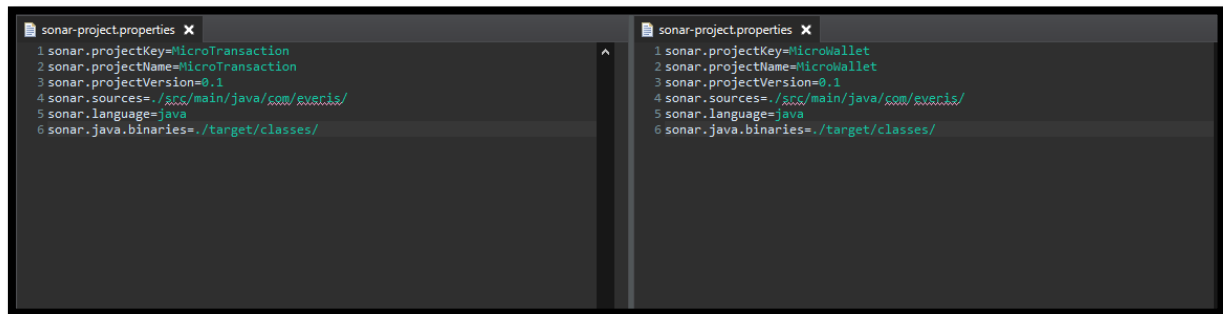 sonar-project.properties
1 sonar.projectKey=MicroTransaction
2 sonar.projectName=MicroTransaction
3 sonar.projectVersion=0.1
4 sonar.sources=./src/main/java/com/everis/
5 sonar.language=java
6 sonar.java.binaries=./target/classes/
sonar-project.properties
1 sonar.projectKey=MicroWallet
2 sonar.projectName=MicroWallet
3 sonar.projectVersion=0.1
4 sonar.sources=./src/main/java/com/everis/
5 sonar.language=java
6 sonar.java.binaries=./target/classes/